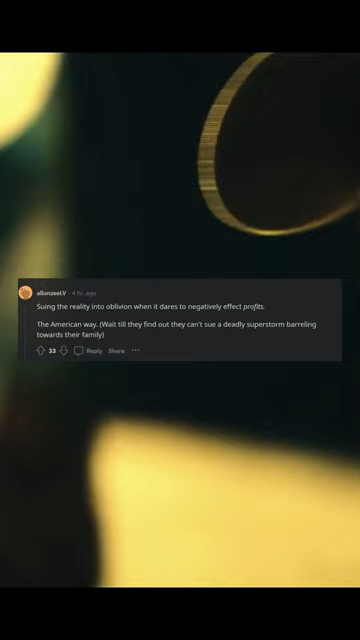 allonzeeLV · 4 hr. ago
Suing the reality into oblivion when it dares to negatively effect profits.
The American way. (Wait till they find out they can't sue a deadly superstorm barreling
towards their family)
33 Reply Share ···